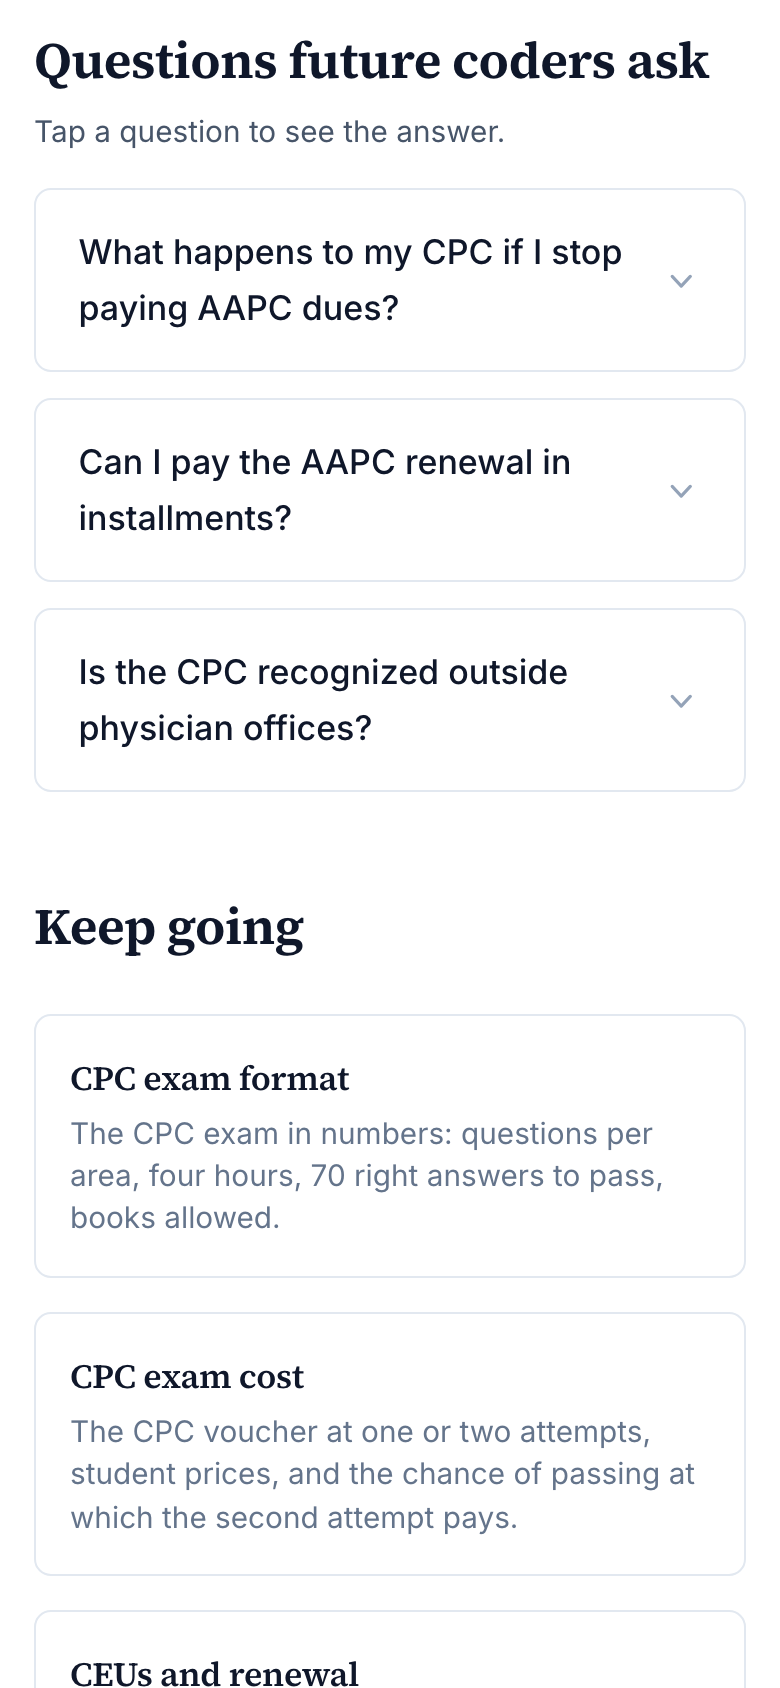 Questions future coders ask
Tap a question to see the answer.
What happens to my CPC if I stop
paying AAPC dues?
Can I pay the AAPC renewal in
installments?
Is the CPC recognized outside
physician offices?
Keep going
CPC exam format
The CPC exam in numbers: questions per
area, four hours, 70 right answers to pass,
books allowed.
CPC exam cost
The CPC voucher at one or two attempts,
student prices, and the chance of passing at
which the second attempt pays.
CEUs and renewal